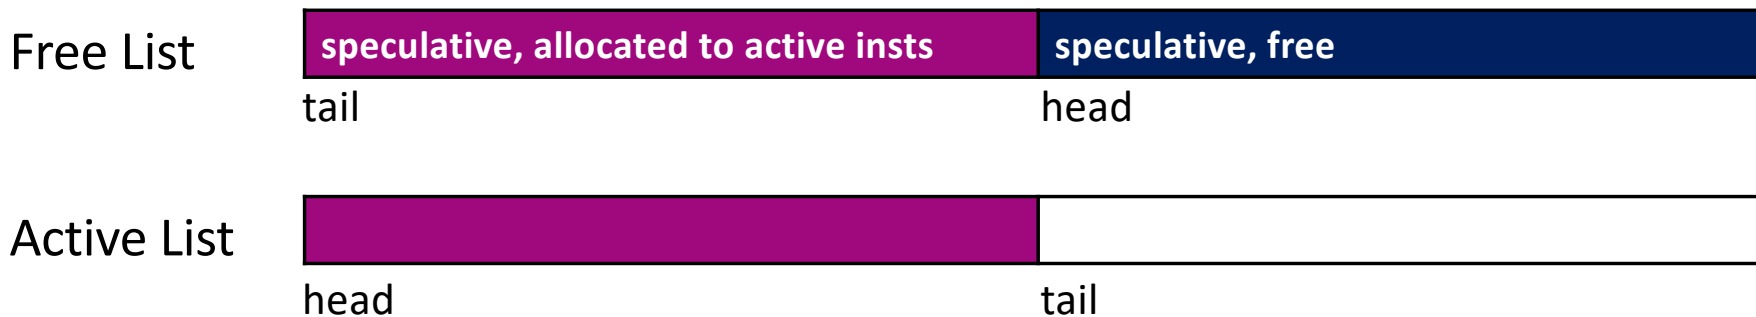 Free List
speculative, allocated to active insts
speculative, free
tail
head
Active List
head
tail